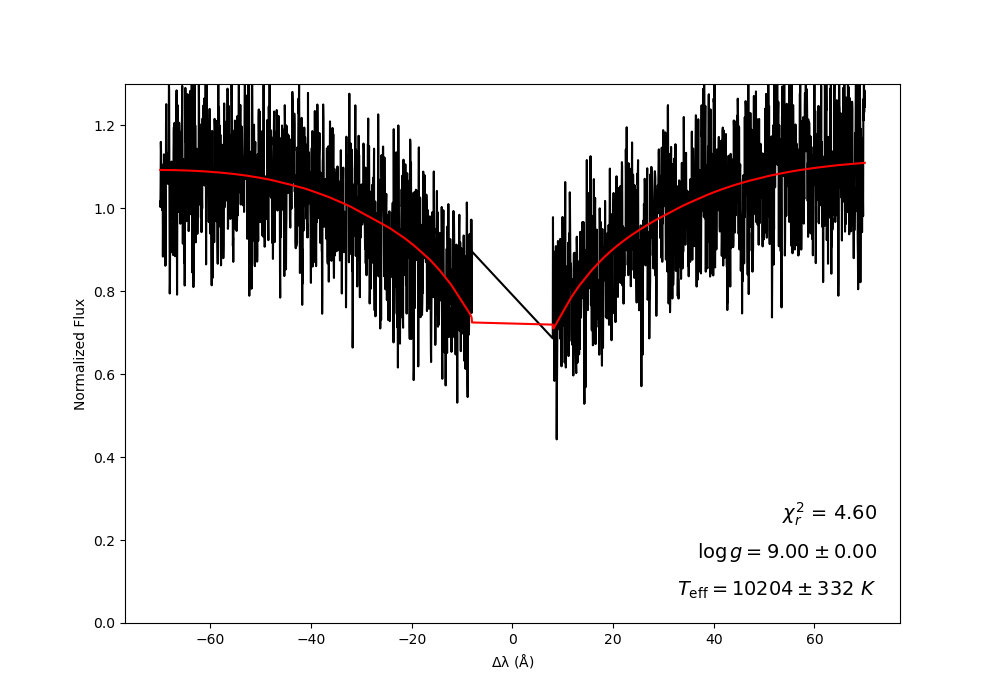 Normalized Flux
1.2
1.0
0.8
0.6
0.4
0.2
0.0
χ²ᵣ = 4.60
log g = 9.00 ± 0.00
T_eff = 10204 ± 332 K
−60 −40 −20 0 20 40 60
Δλ (Å)